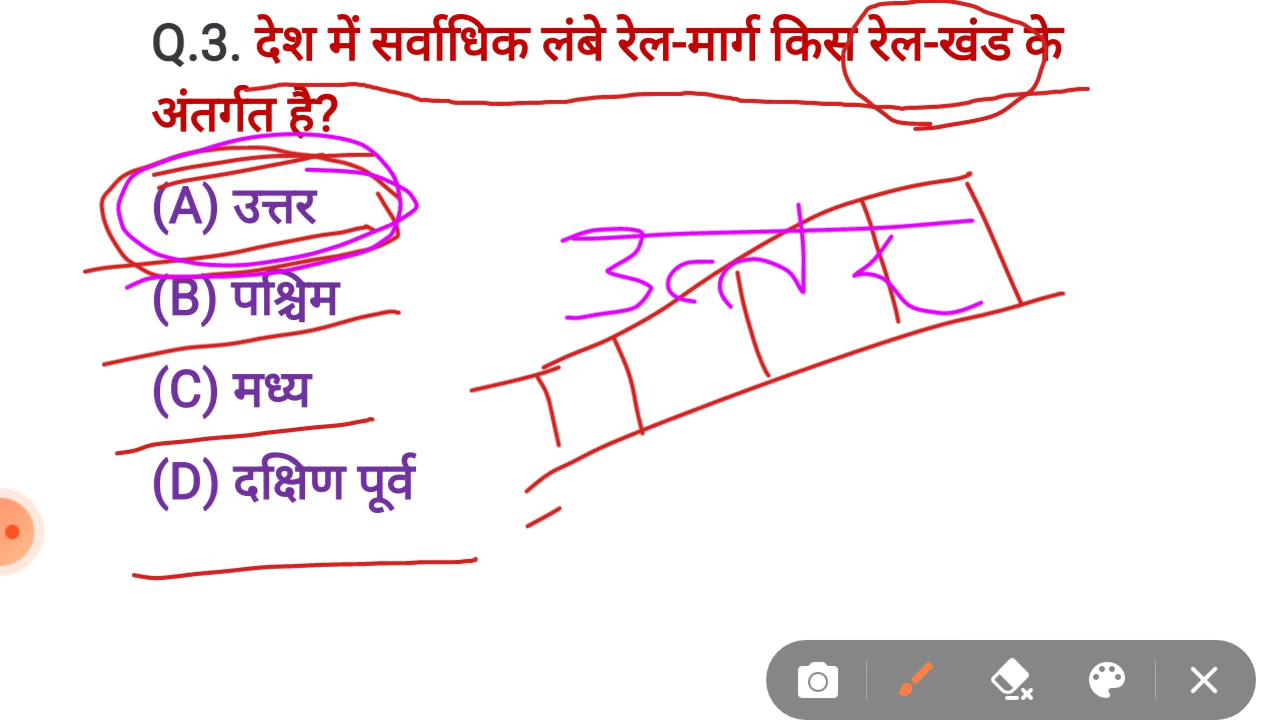 Q.3. देश में सर्वाधिक लंबे रेल-मार्ग किस रेल-खंड के
अंतर्गत है?
(A) उत्तर
(B) पश्चिम
(C) मध्य
(D) दक्षिण पूर्व
उत्तर